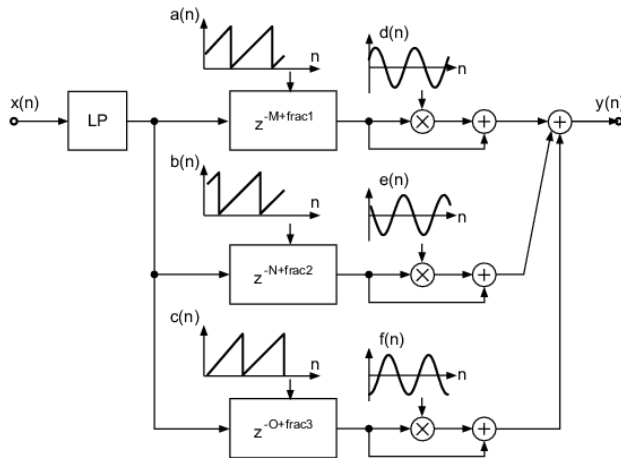 a(n)
n
d(n)
n
x(n)
LP
z-M+frac1
y(n)
b(n)
n
e(n)
n
z-N+frac2
c(n)
n
f(n)
n
z-O+frac3